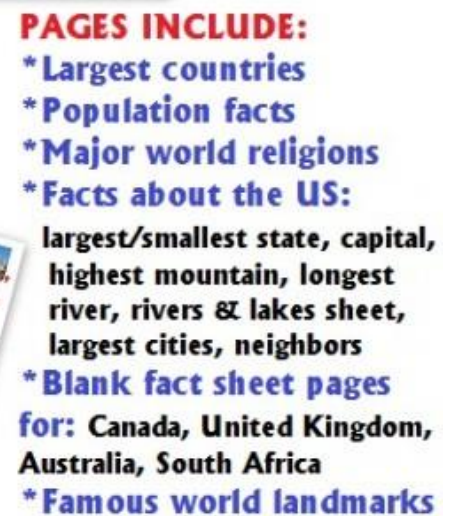 PAGES INCLUDE:
*Largest countries
*Population facts
*Major world religions
*Facts about the US:
largest/smallest state, capital,
highest mountain, longest
river, rivers & lakes sheet,
largest cities, neighbors
*Blank fact sheet pages
for: Canada, United Kingdom,
Australia, South Africa
*Famous world landmarks